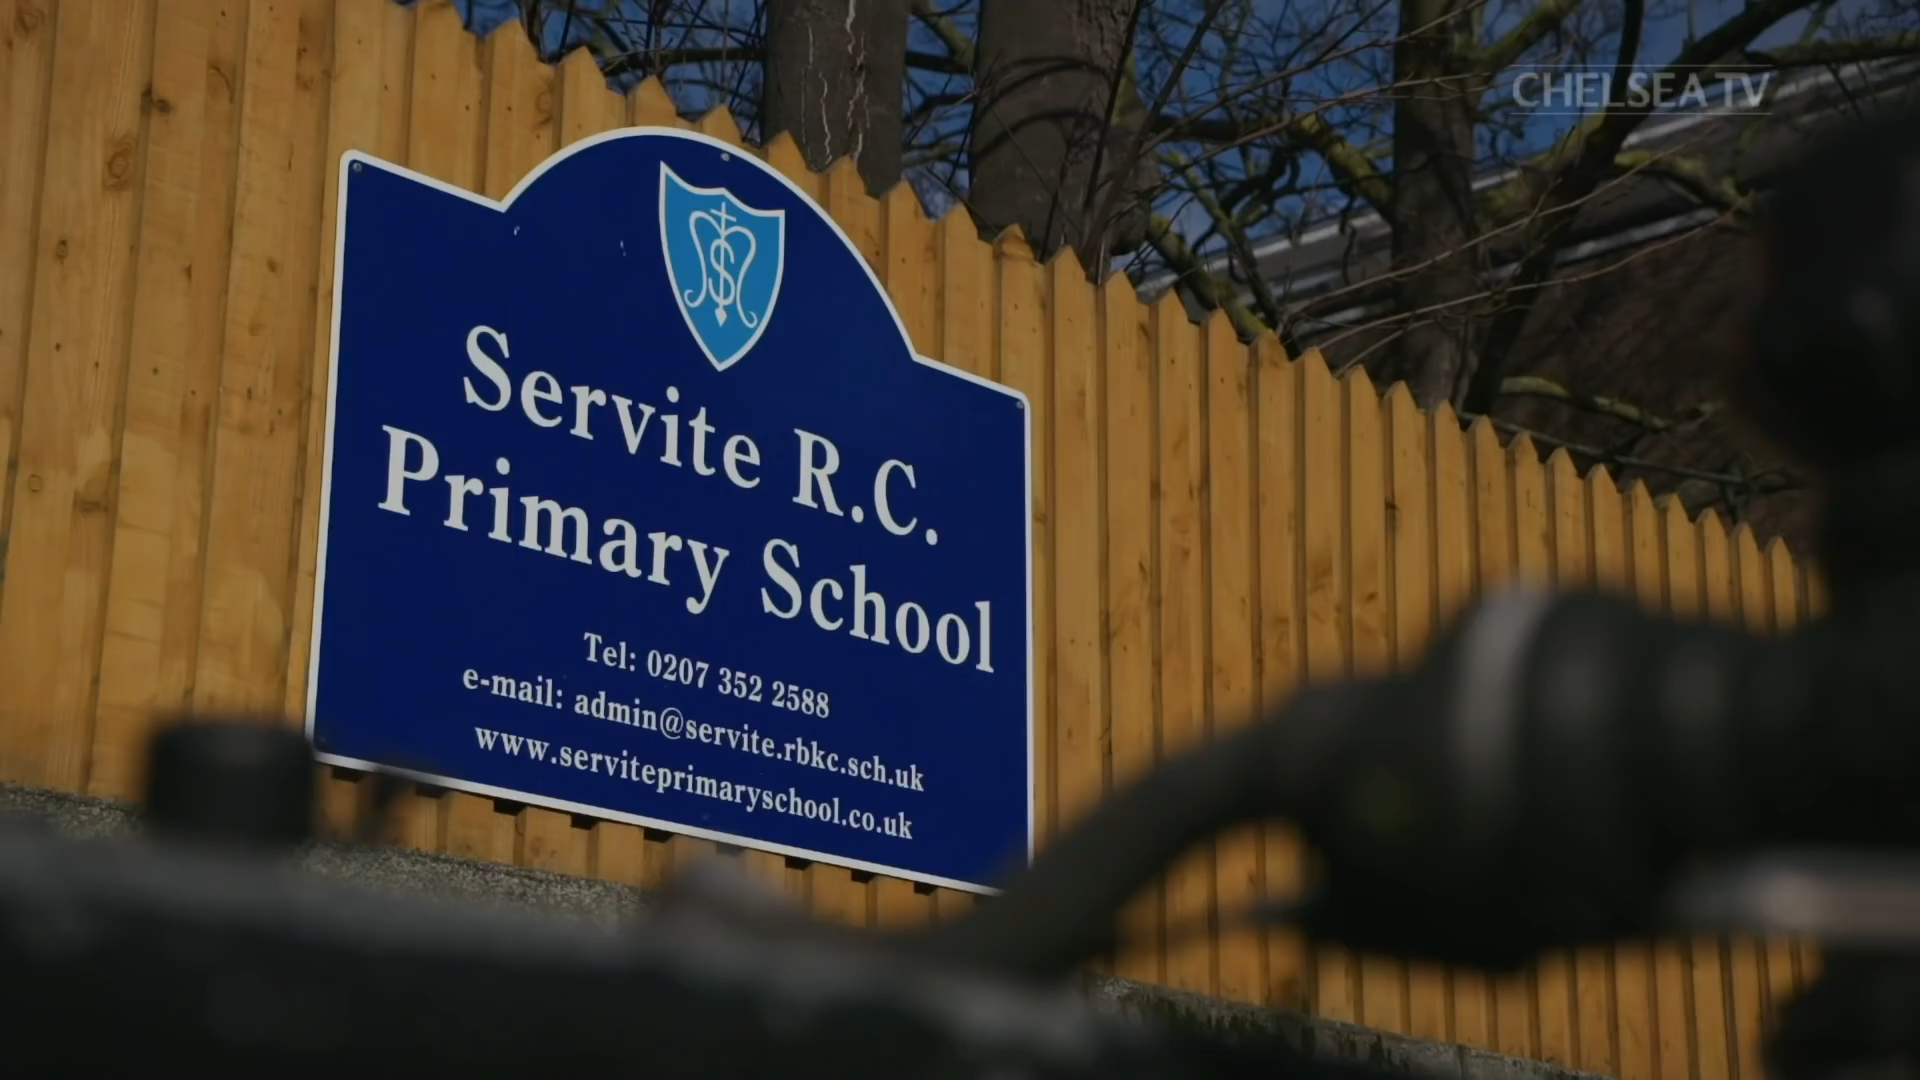 CHELSEA TV
Servite R.C.
Primary School
Tel: 0207 352 2588
e-mail: admin@servite.rbkc.sch.uk
www.serviteprimaryschool.co.uk